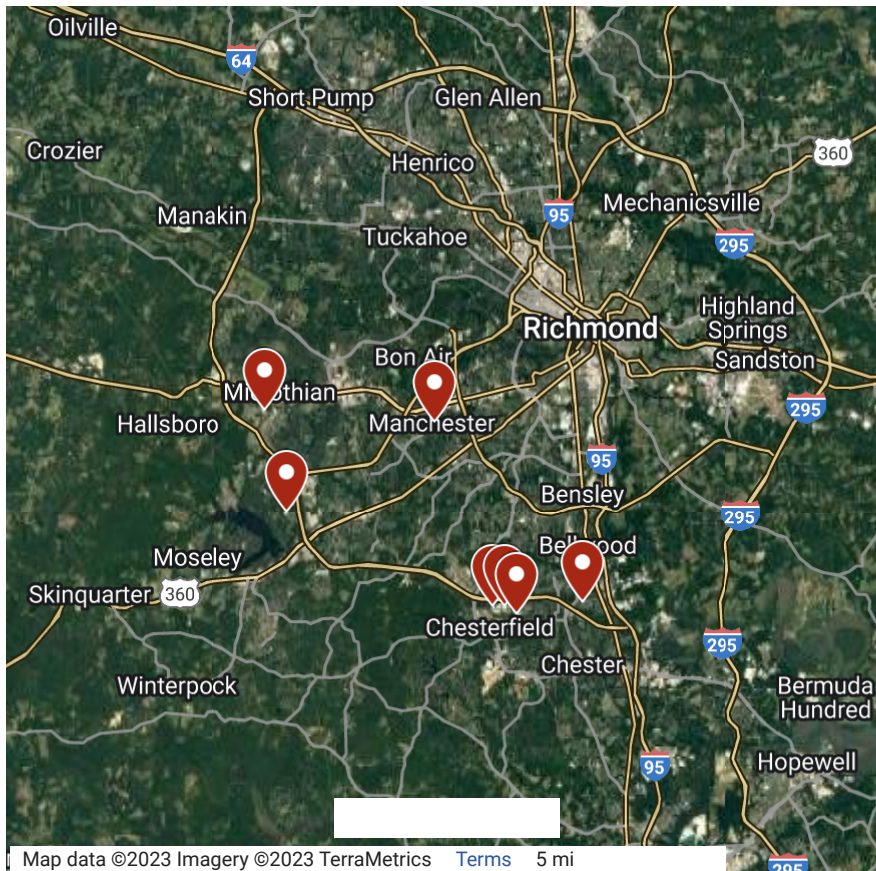 Oilville
64
Short Pump
Glen Allen
Crozier
Henrico
360
Manakin
95
Mechanicsville
Tuckahoe
295
Highland
Springs
Richmond
Bon Air
Sandston
Hallsboro
Manchester
295
95
Bensley
295
Moseley
Skinquarter
360
Chesterfield
295
Chester
Winterpock
Bermuda
Hundred
95
Hopewell
Map data ©2023 Imagery ©2023 TerraMetrics Terms 5 mi
295